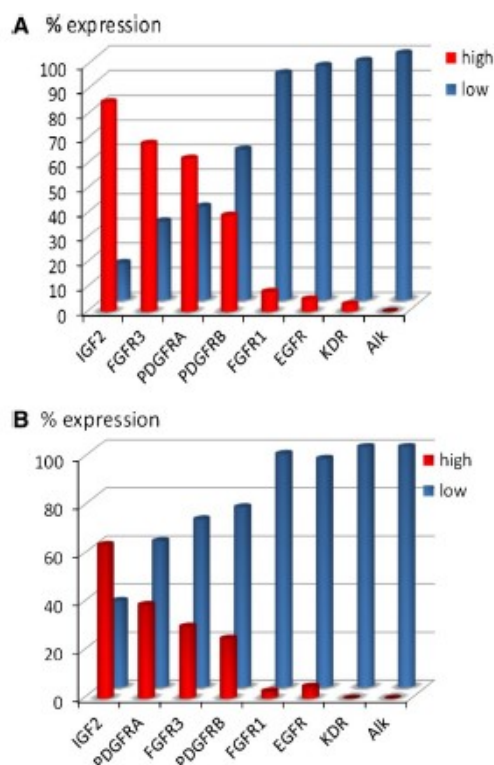 A % expression
100
90
80
70
60
50
40
30
20
10
0
high
low
IGF2
FGFR3
PDGFRA
PDGFRB
FGFR1
EGFR
KDR
Alk
B % expression
100
80
60
40
20
0
high
low
IGF2
PDGFRA
FGFR3
PDGFRB
FGFR1
EGFR
KDR
Alk